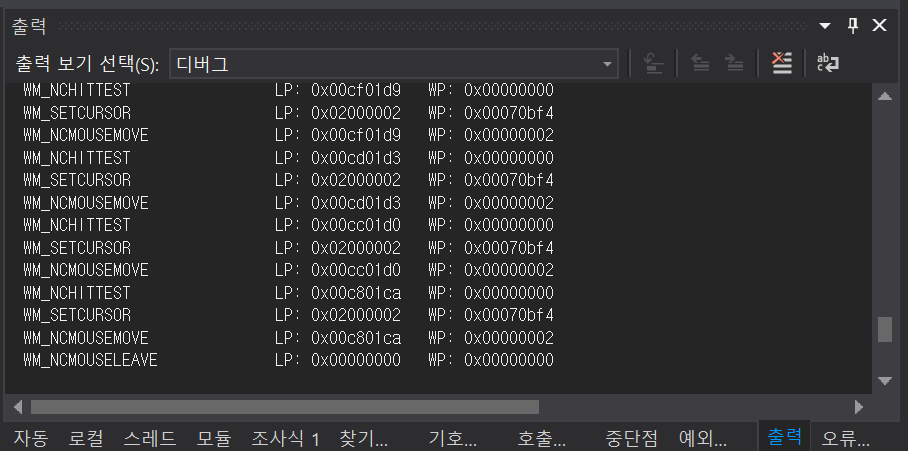 출력
출력 보기 선택(S): 디버그
WM_NCHITTEST LP: 0x00cf01d9 WP: 0x00000000
WM_SETCURSOR LP: 0x02000002 WP: 0x00070bf4
WM_NCMOUSEMOVE LP: 0x00cf01d9 WP: 0x00000002
WM_NCHITTEST LP: 0x00cd01d3 WP: 0x00000000
WM_SETCURSOR LP: 0x02000002 WP: 0x00070bf4
WM_NCMOUSEMOVE LP: 0x00cd01d3 WP: 0x00000002
WM_NCHITTEST LP: 0x00cc01d0 WP: 0x00000000
WM_SETCURSOR LP: 0x02000002 WP: 0x00070bf4
WM_NCMOUSEMOVE LP: 0x00cc01d0 WP: 0x00000002
WM_NCHITTEST LP: 0x00c801ca WP: 0x00000000
WM_SETCURSOR LP: 0x02000002 WP: 0x00070bf4
WM_NCMOUSEMOVE LP: 0x00c801ca WP: 0x00000002
WM_NCMOUSELEAVE LP: 0x00000000 WP: 0x00000000
자동 로컬 스레드 모듈 조사식 1 찾기... 기호... 호출... 중단점 예외... 출력 오류...